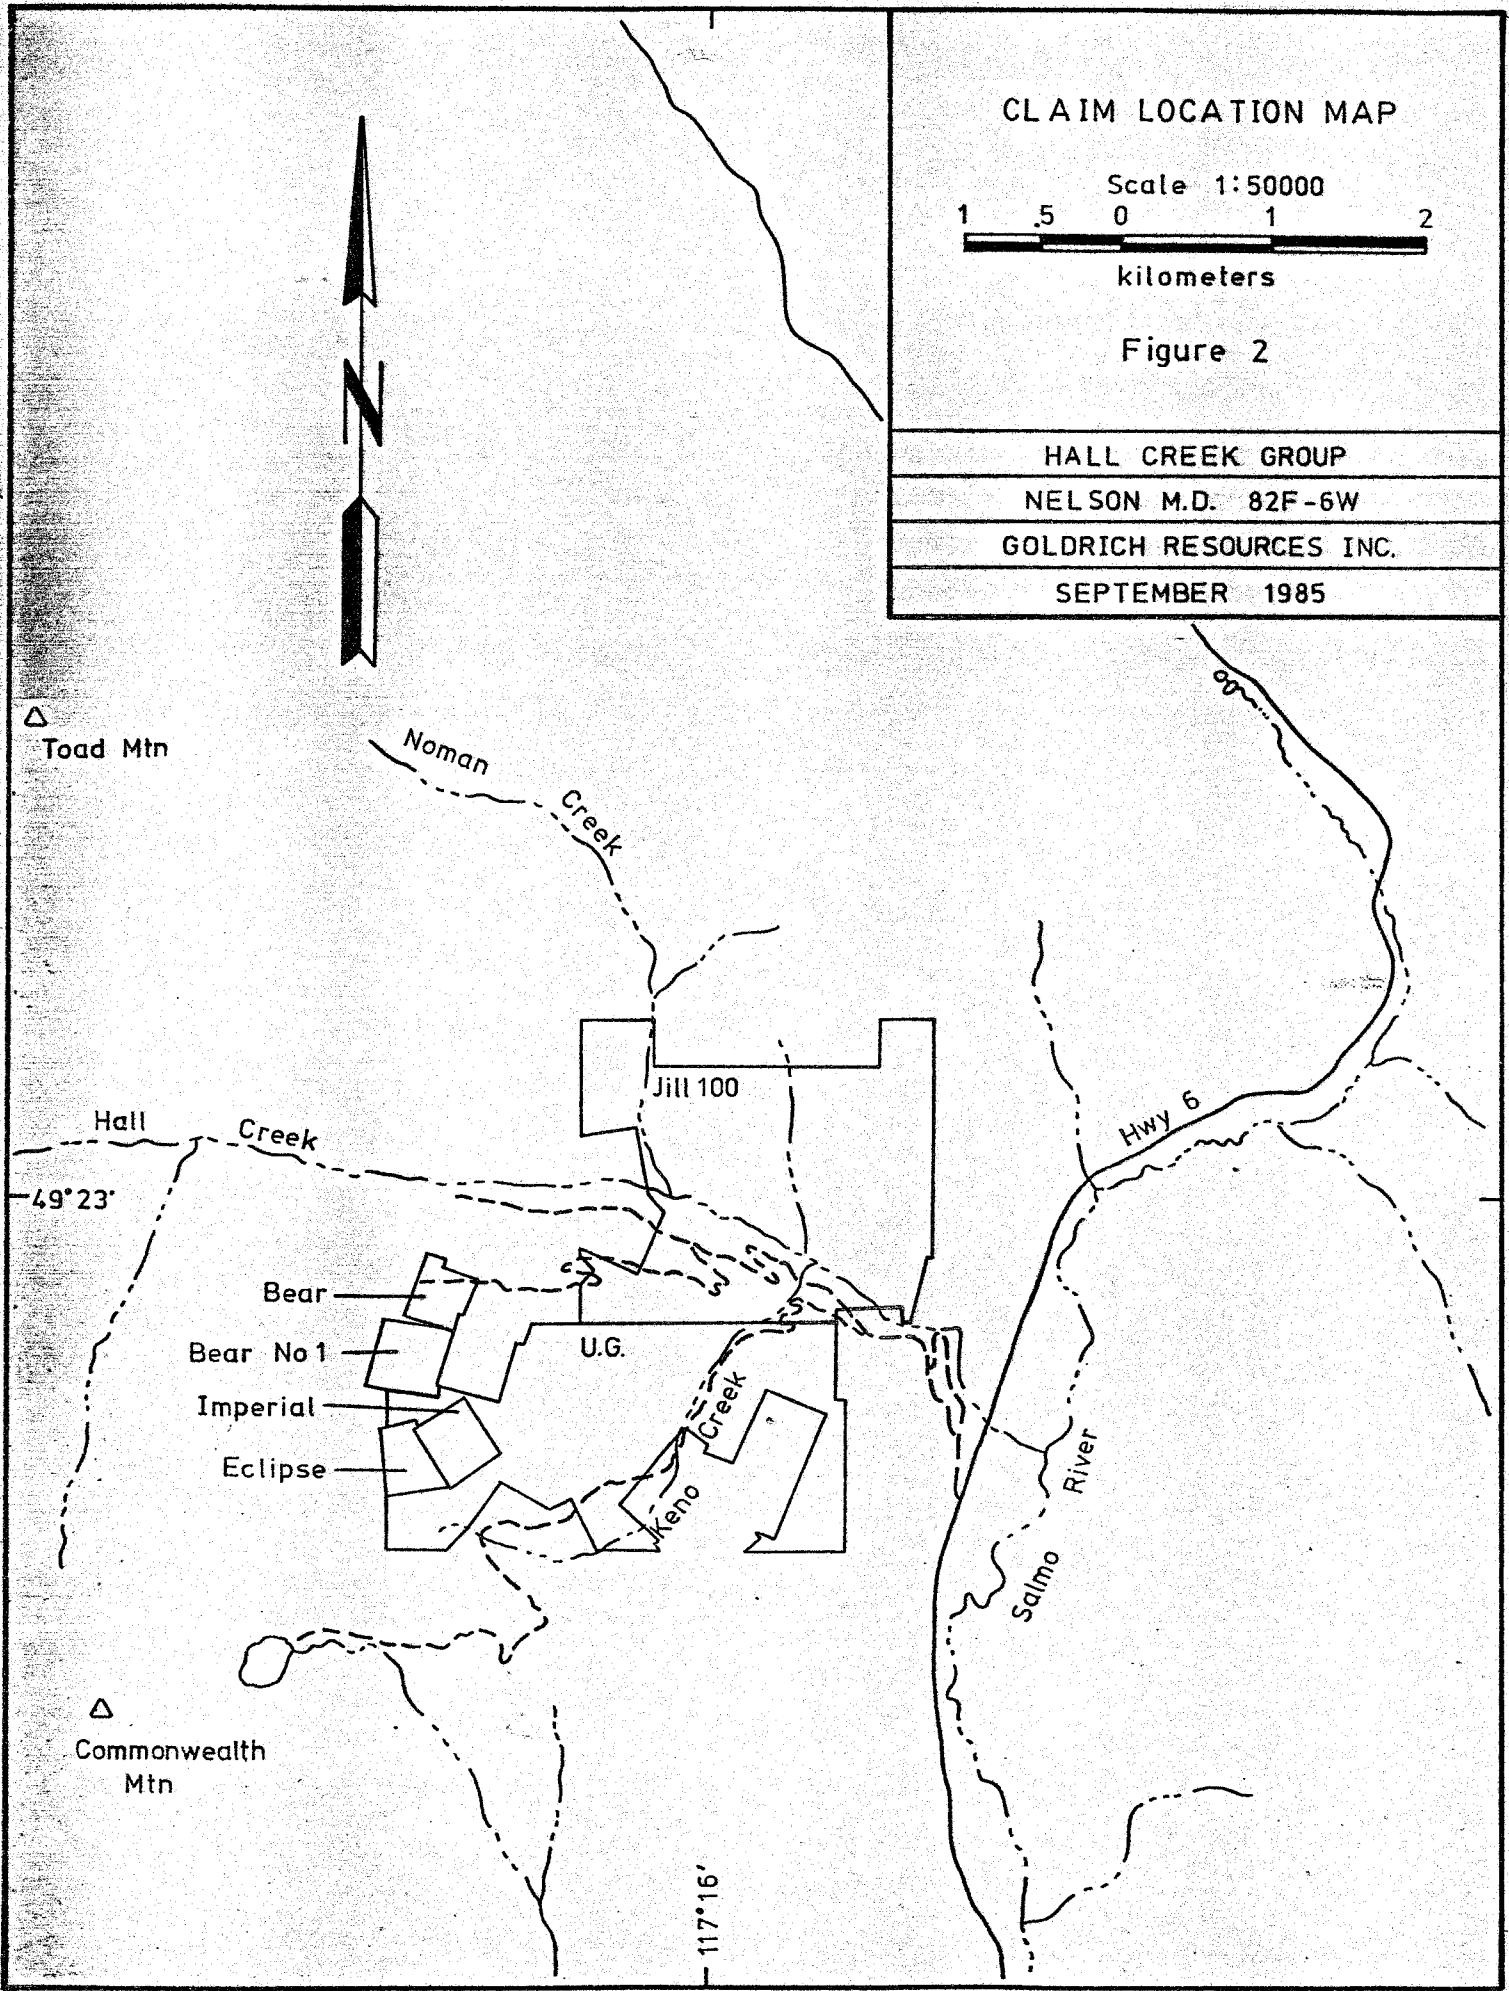 CLAIM LOCATION MAP
Scale 1:50000
1 .5 0 1 2
kilometers
Figure 2
HALL CREEK GROUP
NELSON M.D. 82F-6W
GOLDRICH RESOURCES INC.
SEPTEMBER 1985
N
Toad Mtn
Noman
Creek
Jill 100
Hall
Creek
Hwy 6
49°23'
Bear
Bear No 1
U.G.
Imperial
Creek
Eclipse
River
Keno
Salmo
Commonwealth
Mtn
117°16'